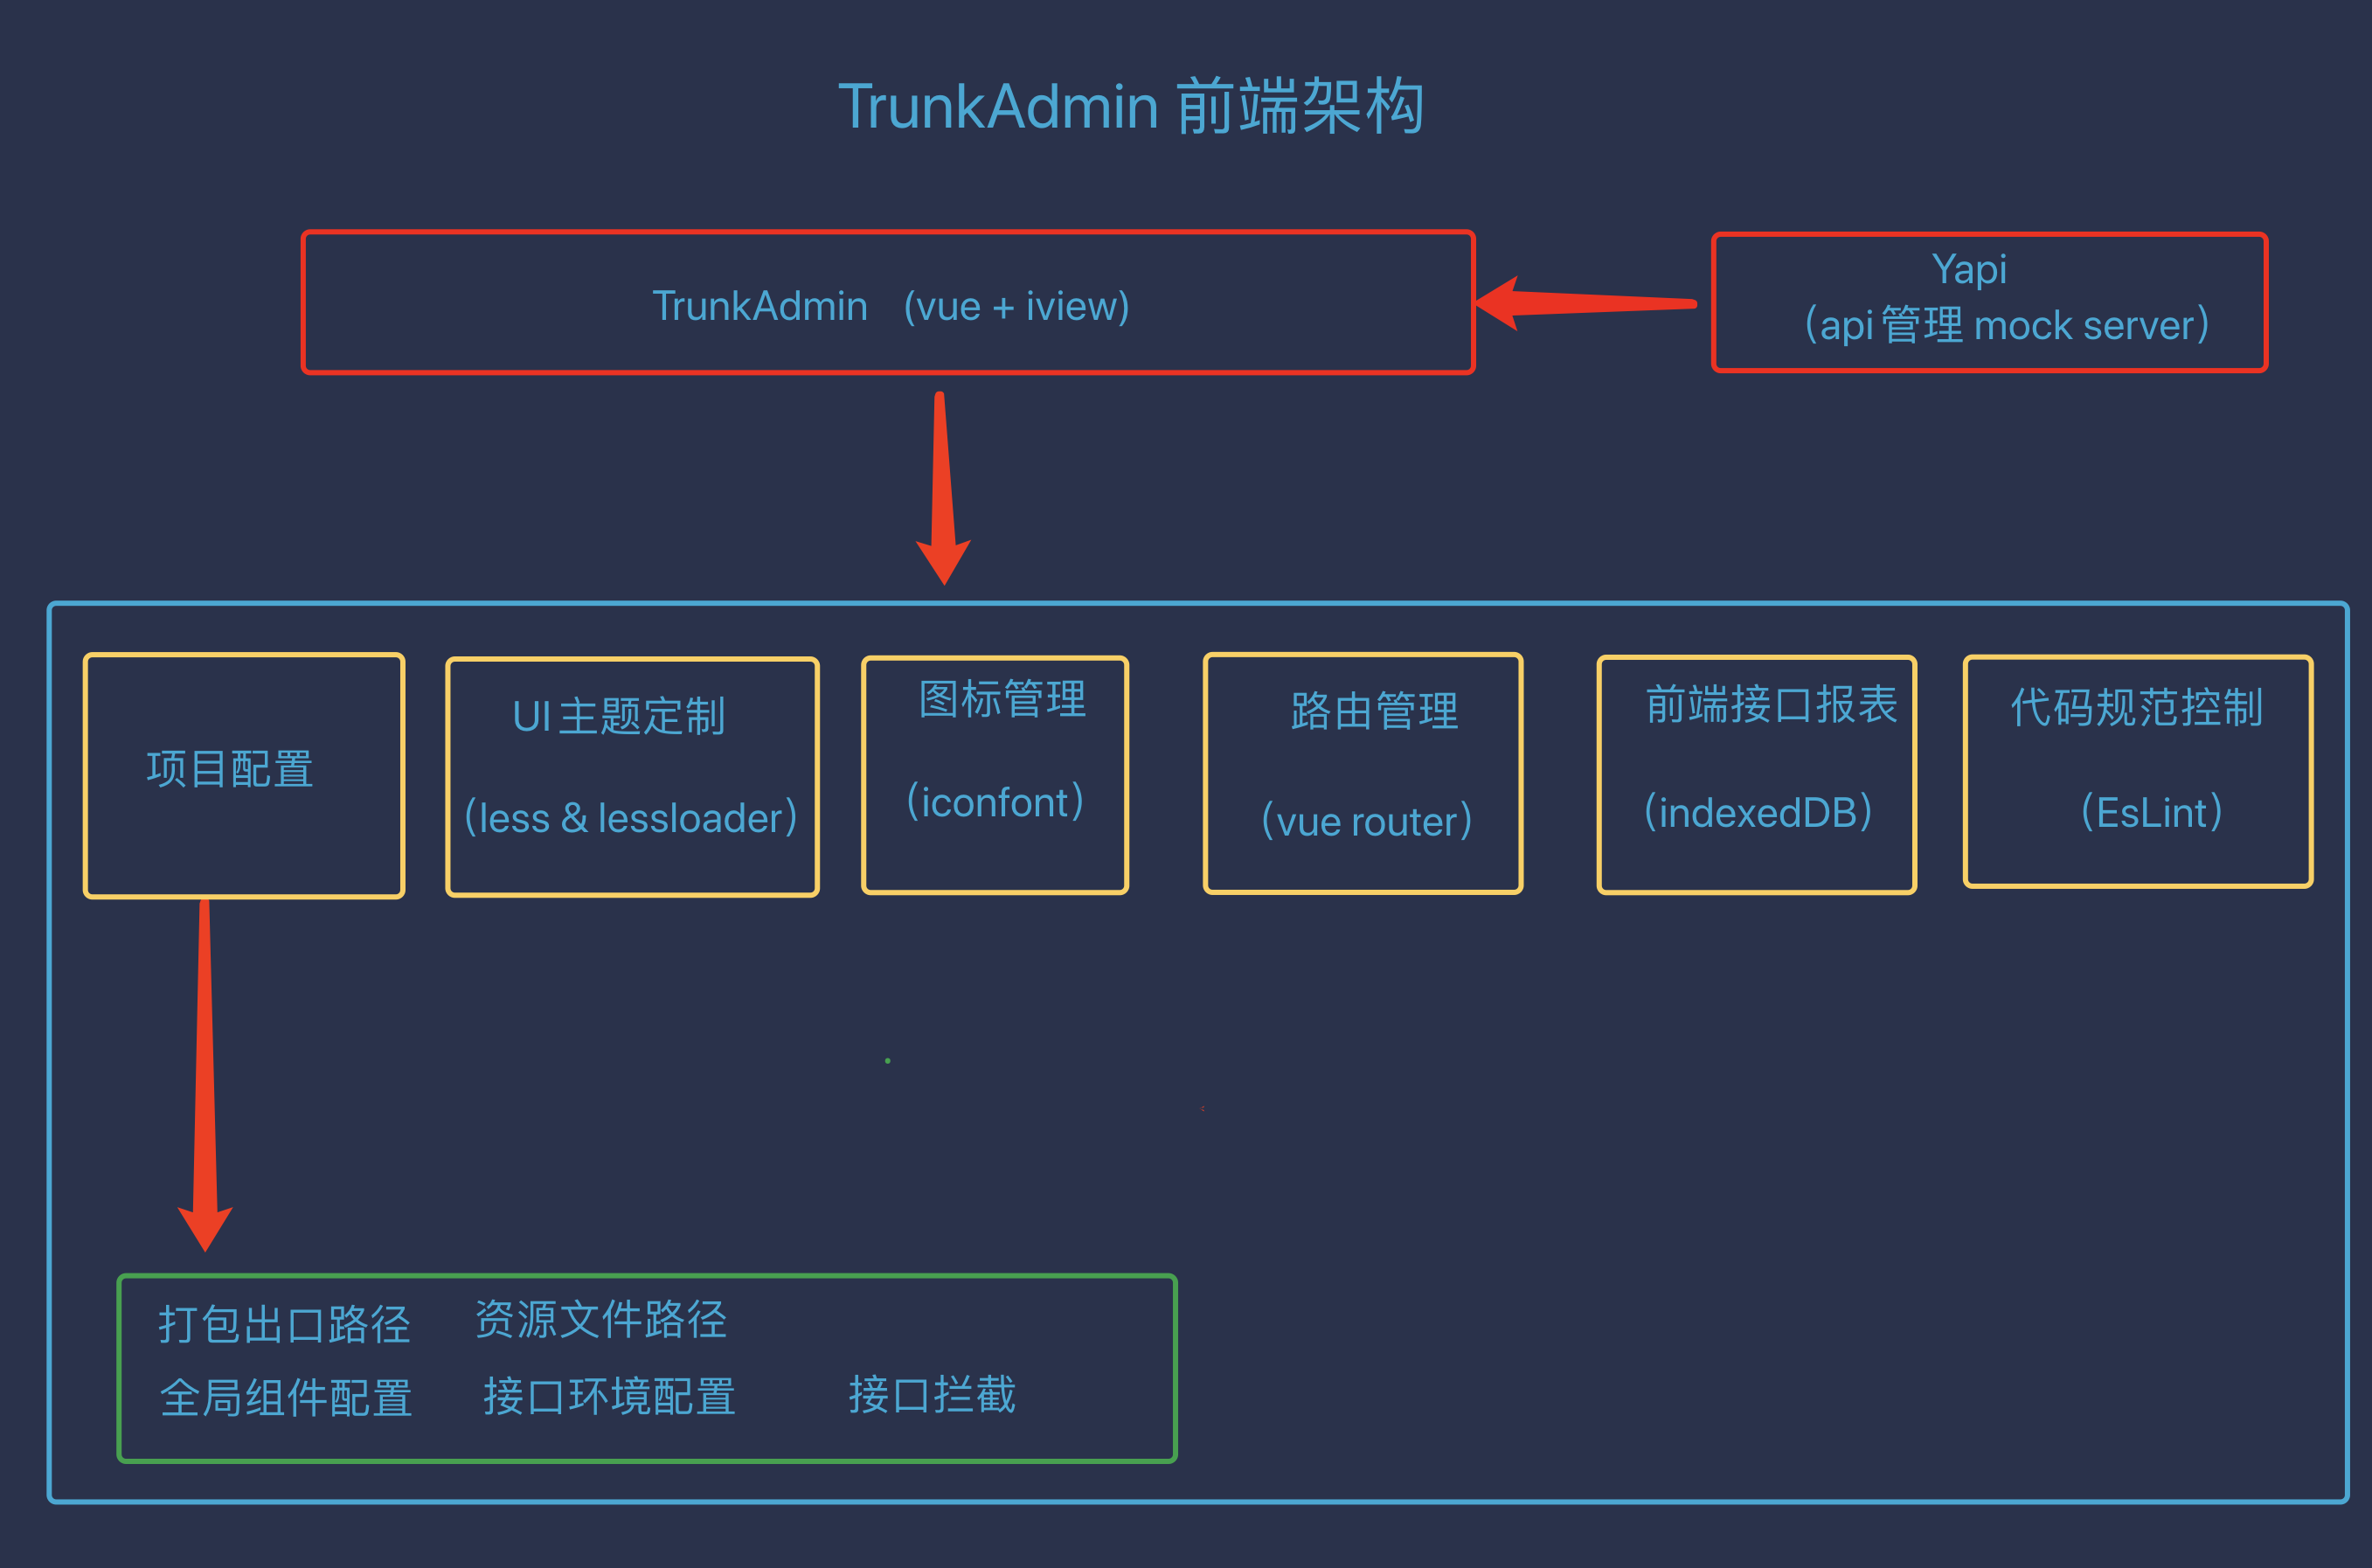 TrunkAdmin 前端架构
TrunkAdmin (vue + iview)
Yapi
(api 管理 mock server)
项目配置
UI 主题定制
(less & lessloader)
图标管理
(iconfont)
路由管理
(vue router)
前端接口报表
(indexedDB)
代码规范控制
(EsLint)
打包出口路径 资源文件路径
全局组件配置 接口环境配置 接口拦截